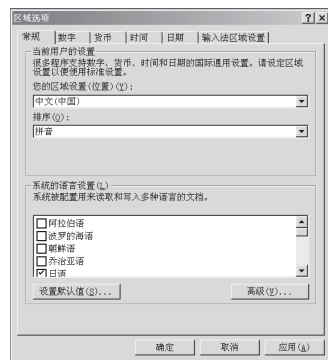 区域选项
常规 数字 货币 时间 日期 输入法区域设置
当前用户的设置
很多程序支持数字、货币、时间和日期的国际通用设置。请设定区域
设置以便使用标准设置。
您的区域设置(位置)(Y):
中文(中国)
排序(O):
拼音
系统的语言设置(L)
系统被配置用来读取和写入多种语言的文档。
阿拉伯语
波罗的海语
朝鲜语
乔治亚语
日语
设置默认值(S)... 高级(V)...
确定 取消 应用(A)